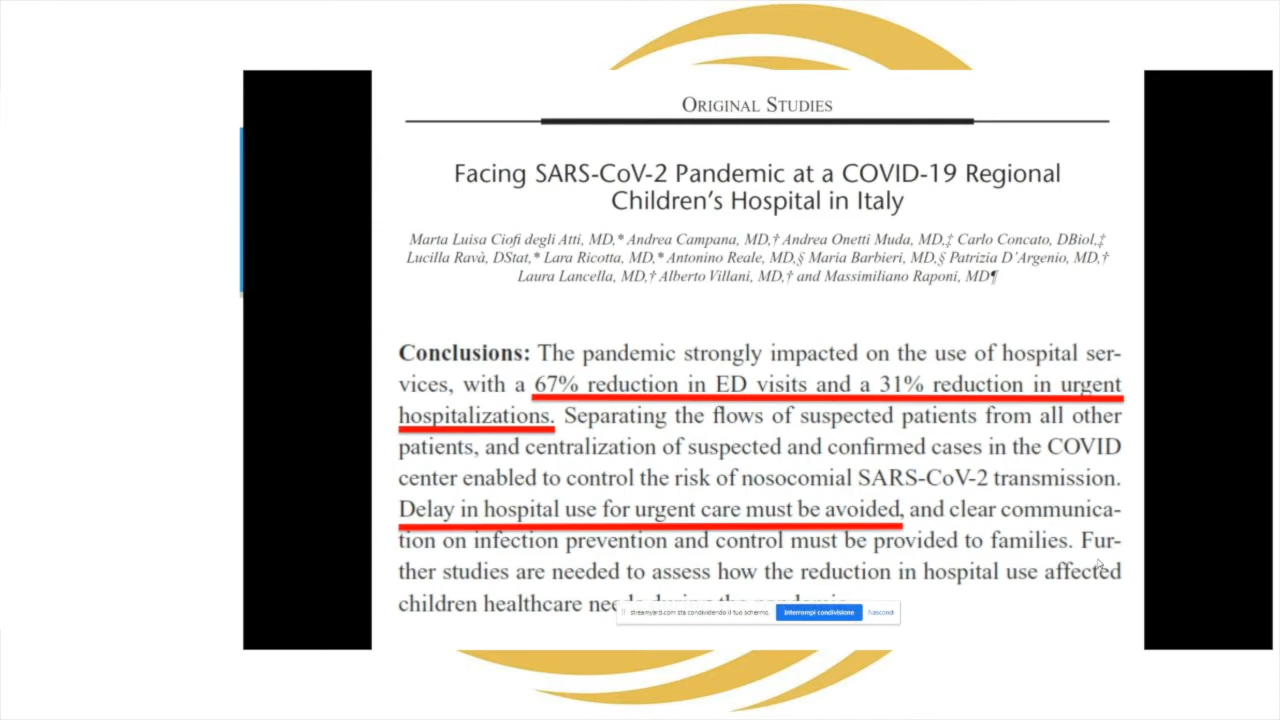 ORIGINAL STUDIES
Facing SARS-CoV-2 Pandemic at a COVID-19 Regional
Children's Hospital in Italy
Marta Luisa Ciofi degli Atti, MD,* Andrea Campana, MD,† Andrea Onetti Muda, MD,‡ Carlo Concato, DBiol,‡
Lucilla Ravà, DStat,* Lara Ricotta, MD,* Antonino Reale, MD,§ Maria Barbieri, MD,§ Patrizia D'Argenio, MD,†
Laura Lancella, MD,† Alberto Villani, MD,† and Massimiliano Raponi, MD¶
Conclusions: The pandemic strongly impacted on the use of hospital ser-
vices, with a 67% reduction in ED visits and a 31% reduction in urgent
hospitalizations. Separating the flows of suspected patients from all other
patients, and centralization of suspected and confirmed cases in the COVID
center enabled to control the risk of nosocomial SARS-CoV-2 transmission.
Delay in hospital use for urgent care must be avoided, and clear communica-
tion on infection prevention and control must be provided to families. Fur-
ther studies are needed to assess how the reduction in hospital use affected
children healthcare
streamyard.com sta condividendo il tuo schermo. Interrompi condivisione Nascondi